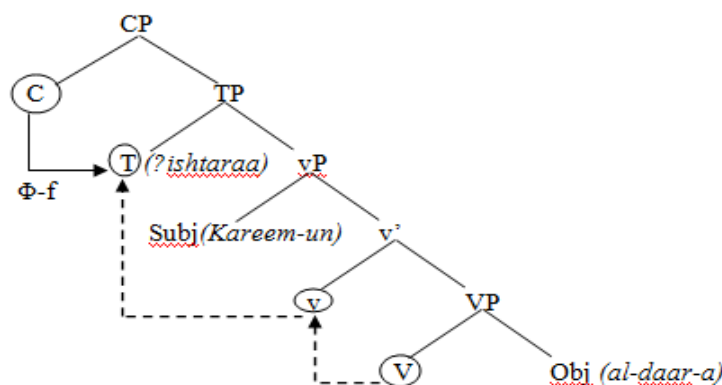 CP
C
TP
T (?ishtaraa)
vP
Φ-f
Subj (Kareem-un)
v’
v
VP
V
Obj (al-daar-a)